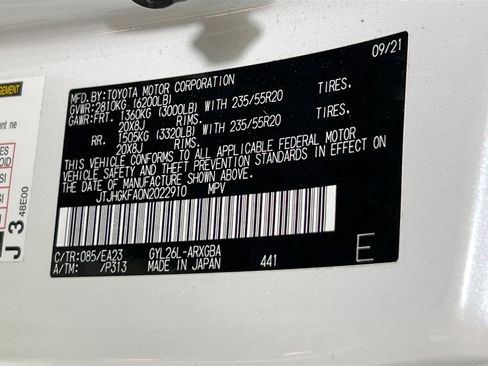 09/21
MFD.BY:TOYOTA MOTOR CORPORATION
GVWR:2810KG (6200LB)
GAWR:FRT. 1360KG (3000LB) WITH 235/55R20 TIRES,
20X8J RIMS,
RR. 1505KG (3320LB) WITH 235/55R20 TIRES,
20X8J RIMS.
THIS VEHICLE CONFORMS TO ALL APPLICABLE FEDERAL MOTOR
VEHICLE SAFETY AND THEFT PREVENTION STANDARDS IN EFFECT ON
THE DATE OF MANUFACTURE SHOWN ABOVE.
JTJHGKFA0N2022910 MPV
C/TR:085/EA23 GYL26L-ARXGBA
A/TM: /P313 MADE IN JAPAN 441
E
J 3 48E00